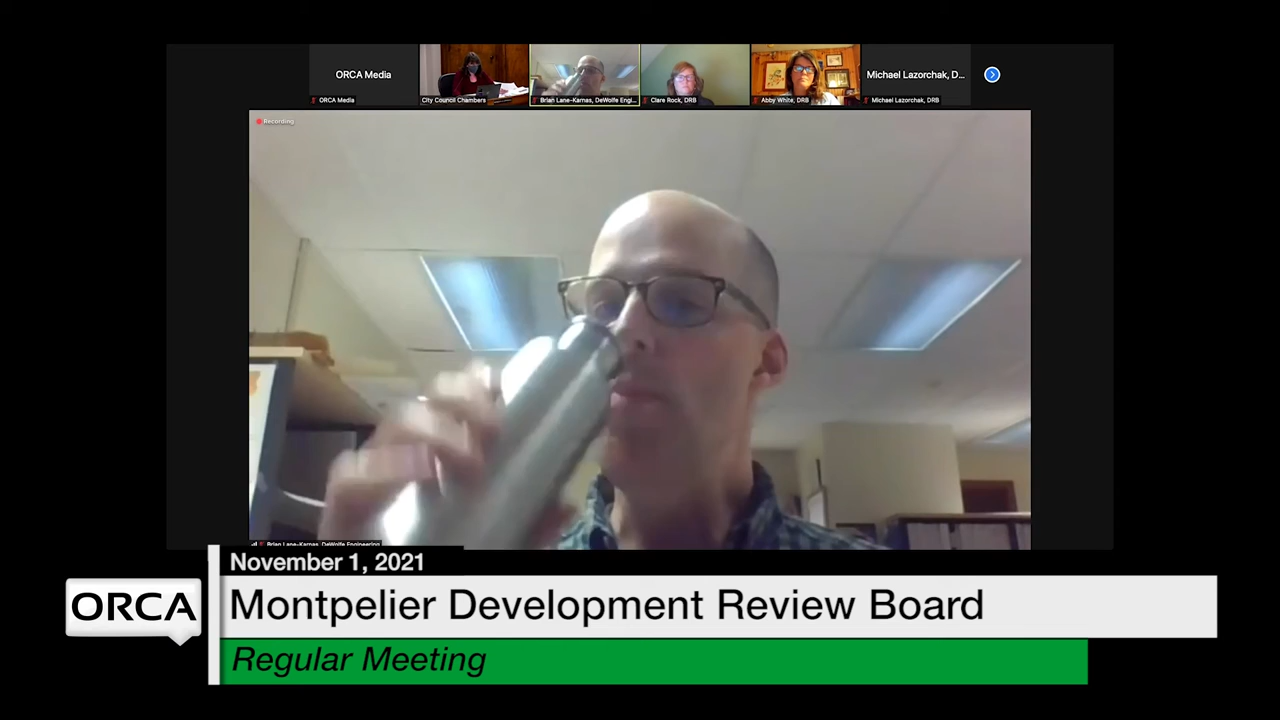 ORCA Media
Michael Lazorchak, D...
ORCA Media
City Council Chambers
Brian Lane-Karnas, DeWolfe Engi...
Clare Rock, DRB
Abby White, DRB
Michael Lazorchak, DRB
Recording
Brian Lane-Karnas, DeWolfe Engineering
November 1, 2021
ORCA
Montpelier Development Review Board
Regular Meeting